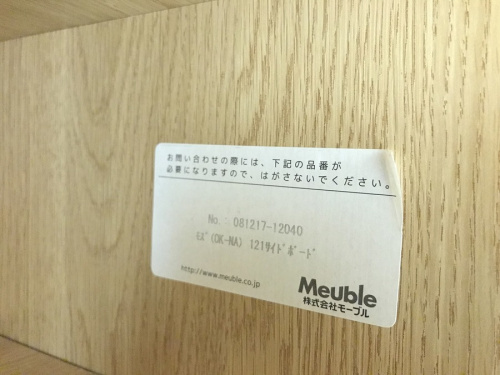 お問い合わせの際には、下記の品番が
必要になりますので、はがさないでください。
No.: 081217-12040
ﾓｽﾞ(OK-NA) 121ｻｲﾄﾞﾎﾞｰﾄﾞ
http://www.meuble.co.jp
Meuble
株式会社モーブル